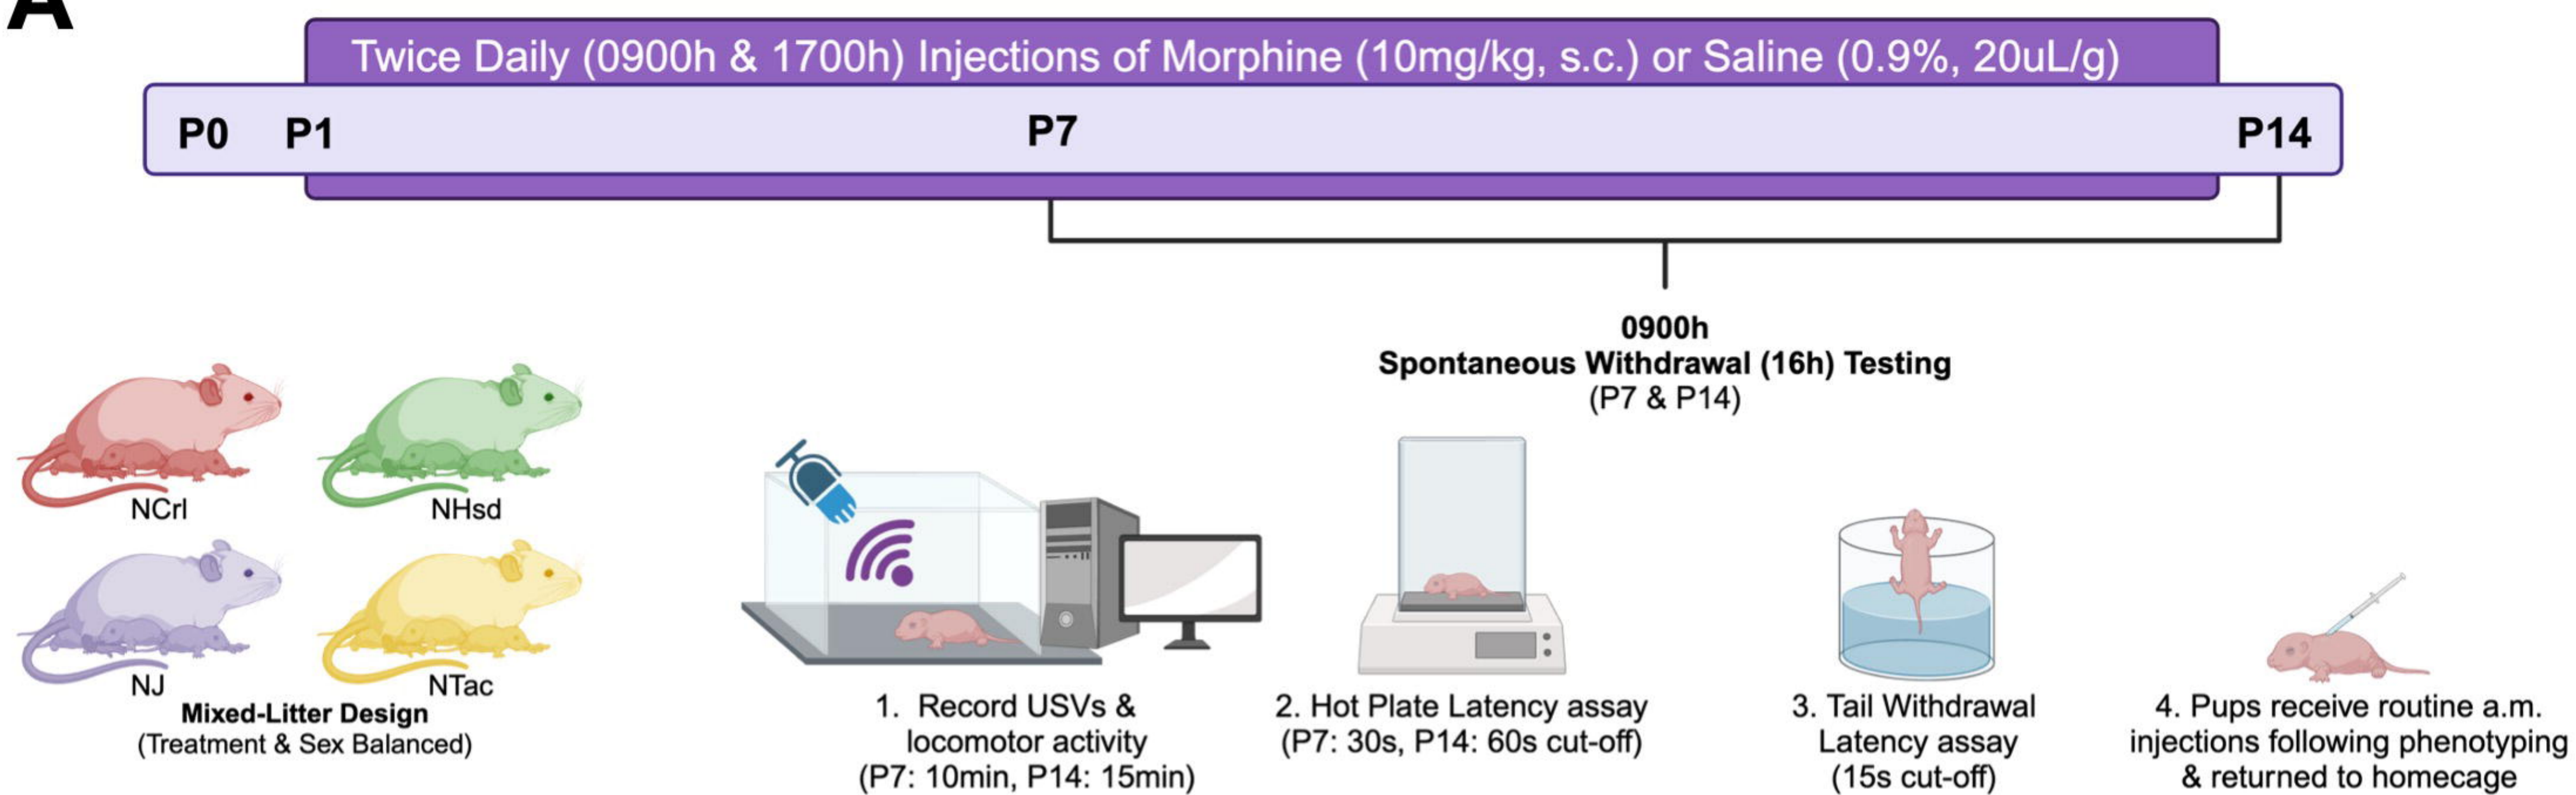 A
Twice Daily (0900h & 1700h) Injections of Morphine (10mg/kg, s.c.) or Saline (0.9%, 20uL/g)
P0 P1 P7 P14
0900h
Spontaneous Withdrawal (16h) Testing
(P7 & P14)
NCrl NHsd
NJ NTac
Mixed-Litter Design
(Treatment & Sex Balanced)
1. Record USVs &
locomotor activity
(P7: 10min, P14: 15min)
2. Hot Plate Latency assay
(P7: 30s, P14: 60s cut-off)
3. Tail Withdrawal
Latency assay
(15s cut-off)
4. Pups receive routine a.m.
injections following phenotyping
& returned to homecage